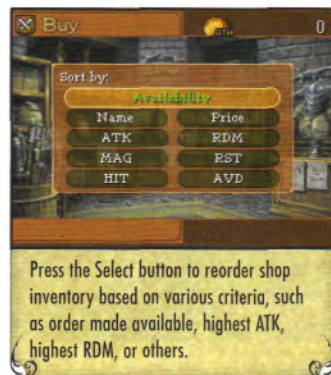 Buy 0TH 0
Sort by:
Availability
Name Price
ATK RDM
MAG RST
HIT AVD
Press the Select button to reorder shop
inventory based on various criteria, such
as order made available, highest ATK,
highest RDM, or others.